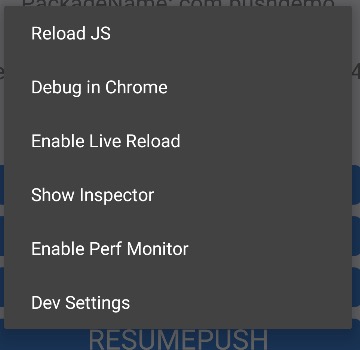 PackageName: com.pushdemo
Reload JS
Debug in Chrome
Enable Live Reload
Show Inspector
Enable Perf Monitor
Dev Settings
RESUMEPUSH